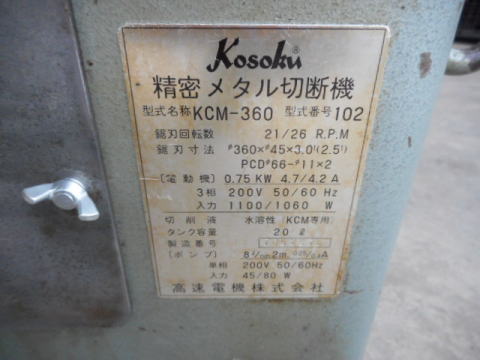 Kosoku
精密メタル切断機
型式名称 KCM-360 型式番号 102
鋸刃回転数 21/26 R.P.M
鋸刃寸法 ᶲ360×ᶲ45×3.0ᵗ(2.5ᵗ)
PCDᶲ66-ᶲ11×2
〔電動機〕0.75 KW 4.7/4.2 A
3相 200V 50/60 Hz
入力 1100/1060 W
切削液 水溶性(KCM専用)
タンク容量 20 ℓ
製造番号
〔ポンプ〕 2m
単相 200V 50/60Hz
入力 45/80 W
高速電機株式会社